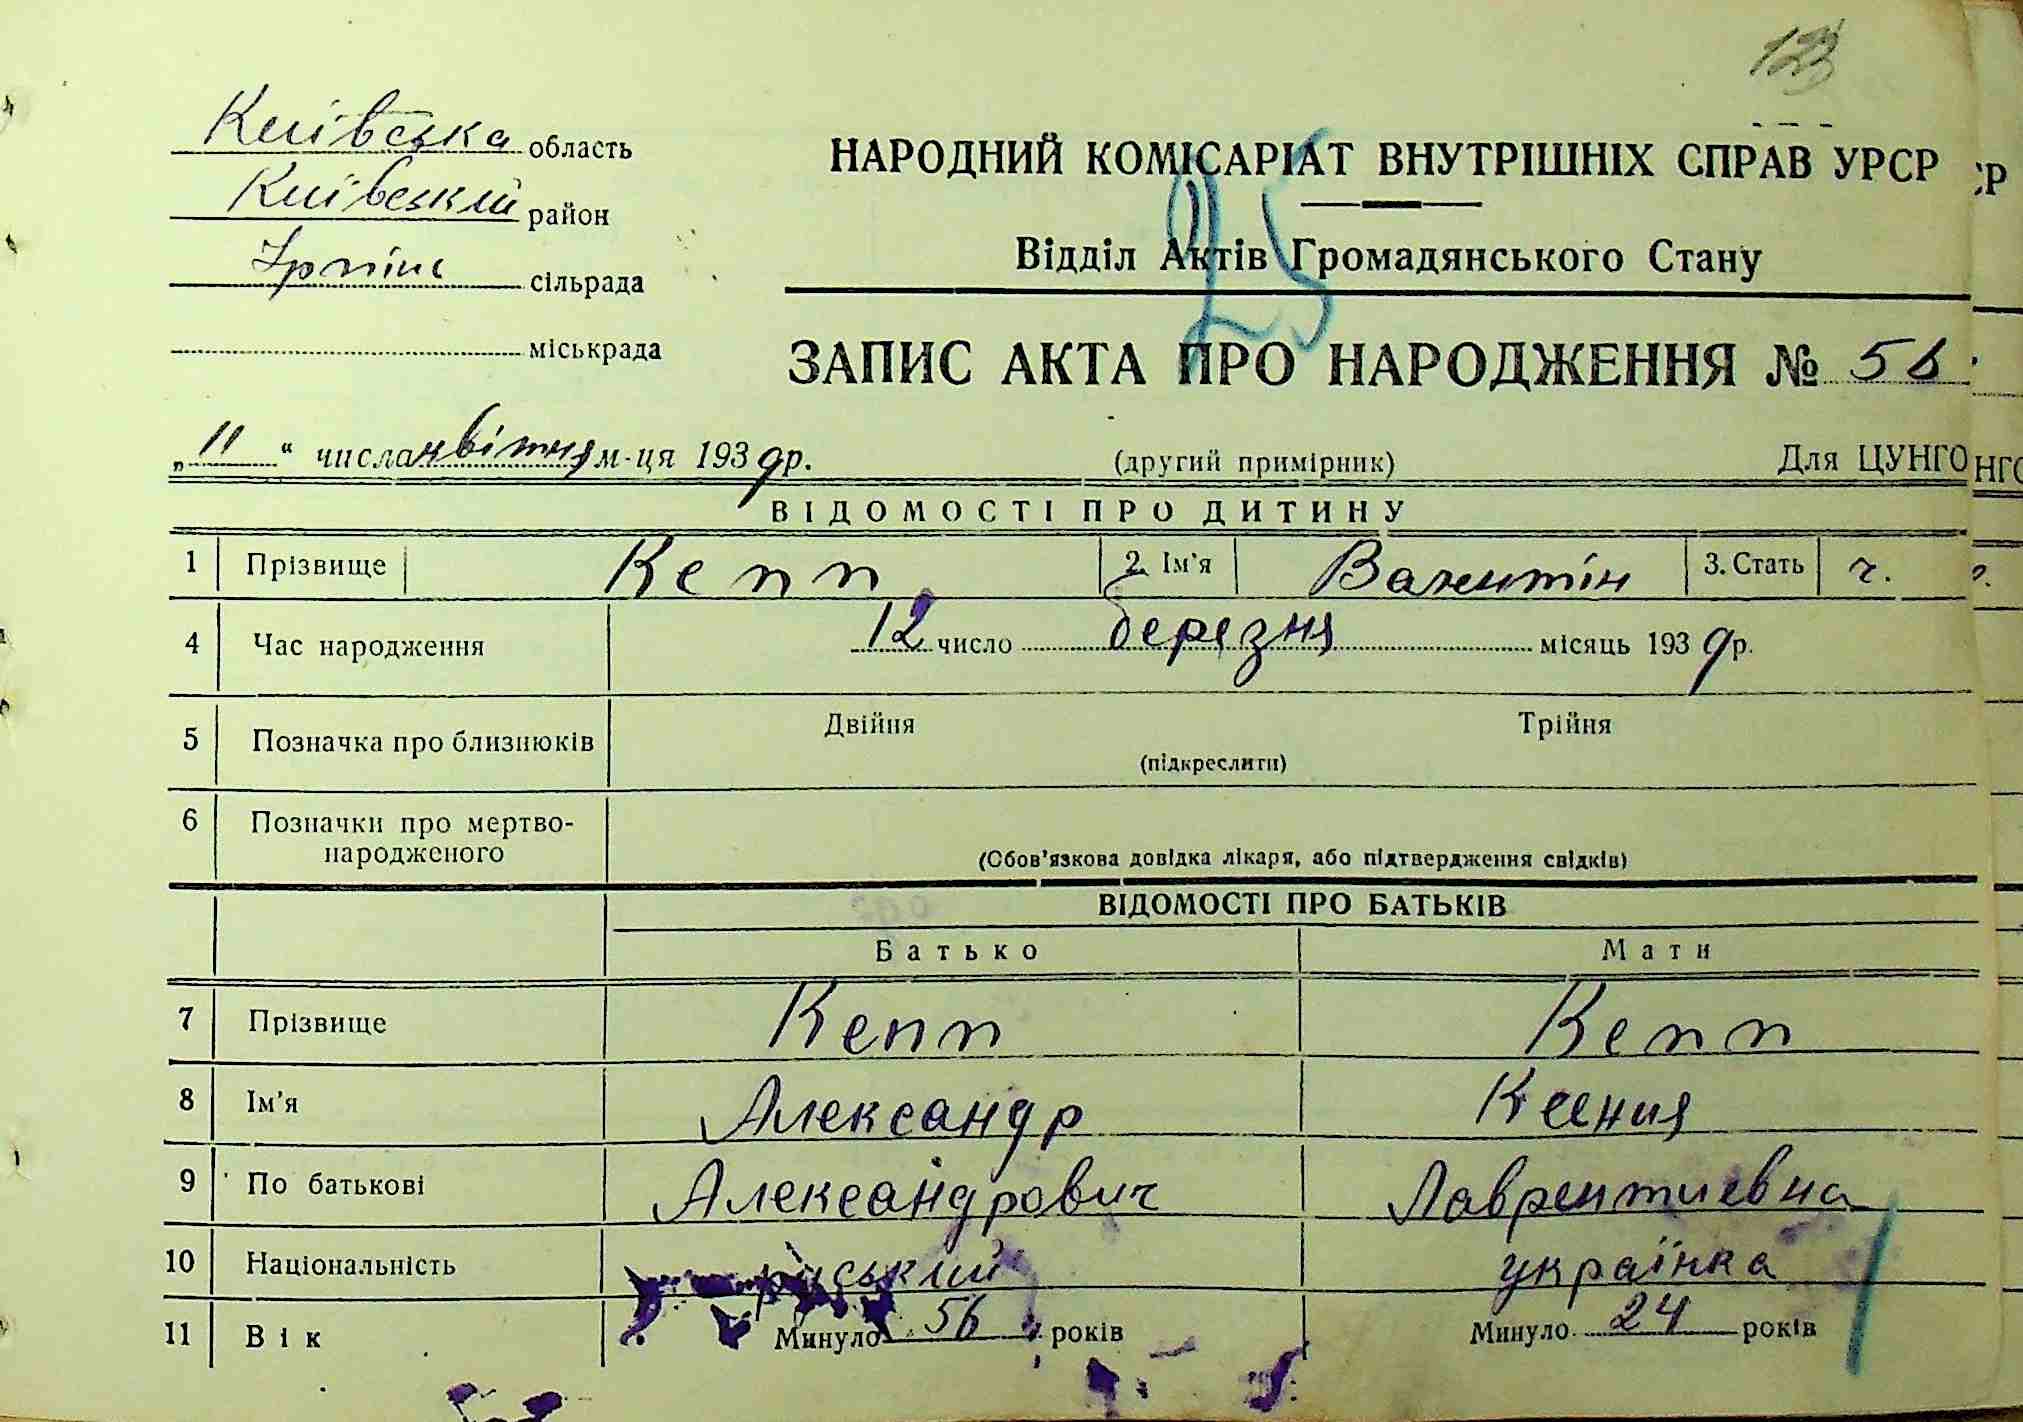 123
Київська область
Київський район
Ірпінь сільрада
міськрада
НАРОДНИЙ КОМІСАРІАТ ВНУТРІШНІХ СПРАВ УРСР
25
Відділ Актів Громадянського Стану
ЗАПИС АКТА ПРО НАРОДЖЕННЯ № 56
„11“ числа квітня м-ця 1939 р.
(другий примірник)
Для ЦУНГО
ВІДОМОСТІ ПРО ДИТИНУ
1 Прізвище Кепп 2. Ім'я Валентін 3. Стать ч.
4 Час народження 12 число березня місяць 1939 р.
5 Позначка про близнюків Двійня Трійня
(підкреслити)
6 Позначки про мертво-
народженого
(Обов'язкова довідка лікаря, або підтвердження свідків)
ВІДОМОСТІ ПРО БАТЬКІВ
Батько Мати
7 Прізвище Кепп Кепп
8 Ім'я Александр Ксения
9 По батькові Александрович Лаврентиевна
10 Національність руський українка
11 Вік Минуло 56 років Минуло 24 років